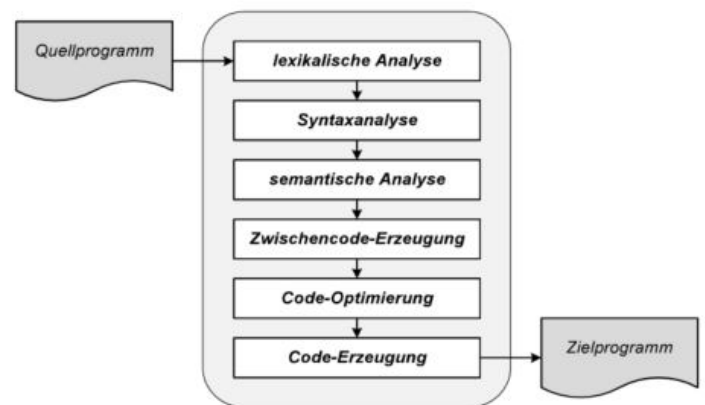 Quellprogramm
lexikalische Analyse
Syntaxanalyse
semantische Analyse
Zwischencode-Erzeugung
Code-Optimierung
Code-Erzeugung
Zielprogramm